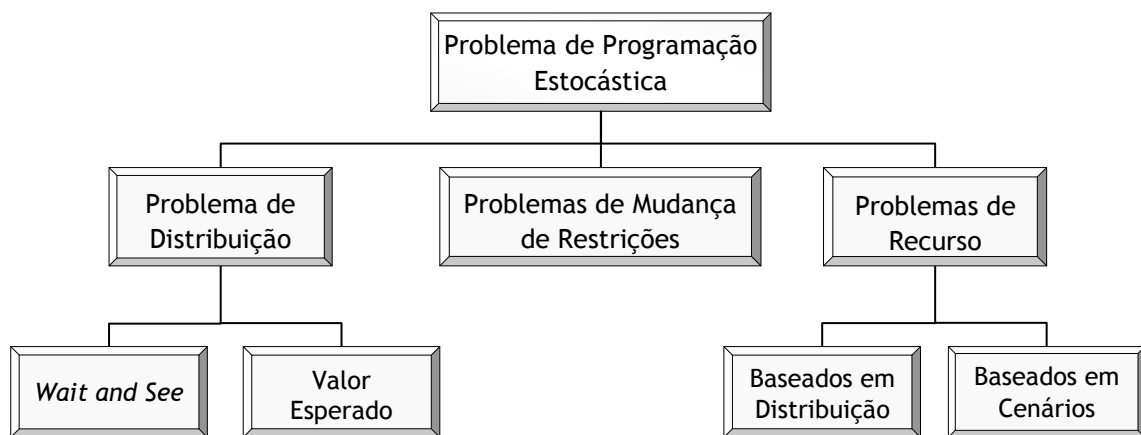 Problema de Programação
Estocástica
Problema de
Distribuição
Problemas de Mudança
de Restrições
Problemas de
Recurso
Wait and See
Valor
Esperado
Baseados em
Distribuição
Baseados em
Cenários